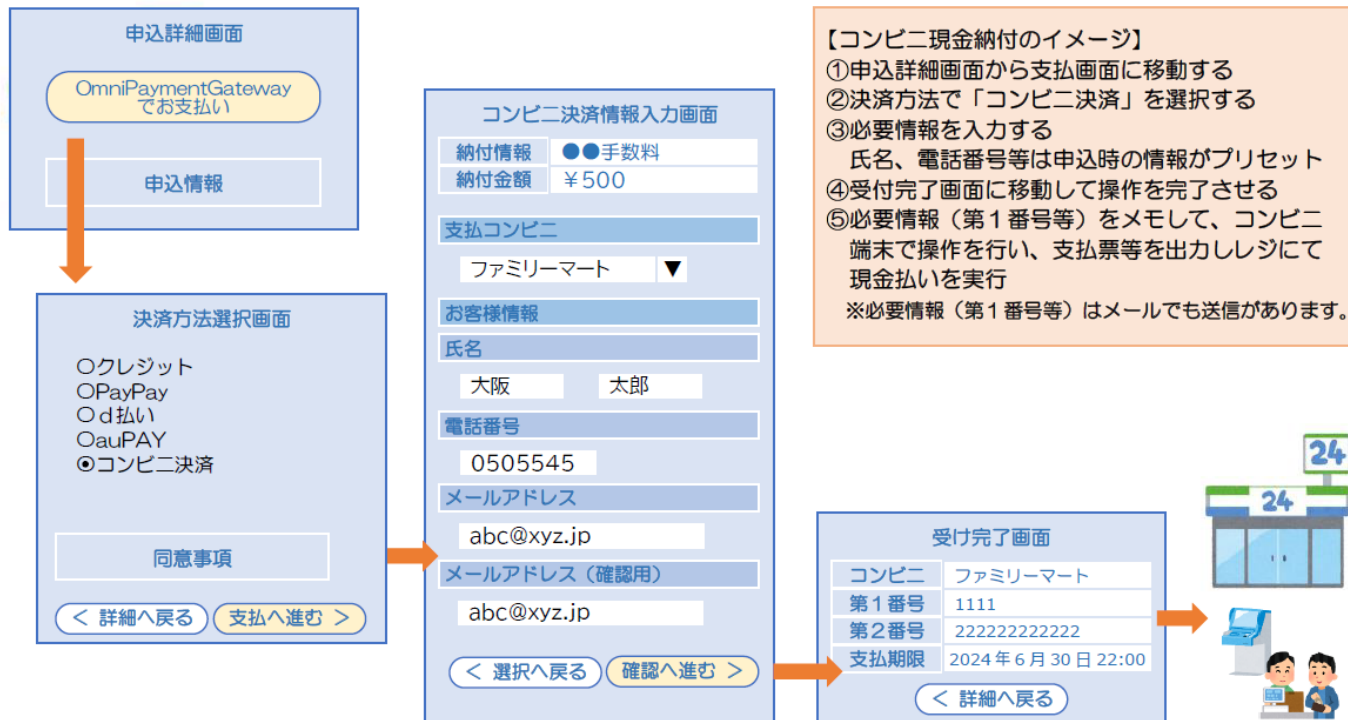 申込詳細画面
OmniPaymentGateway
でお支払い
申込情報
決済方法選択画面
○クレジット
○PayPay
○d払い
○auPAY
◉コンビニ決済
同意事項
< 詳細へ戻る
支払へ進む >
コンビニ決済情報入力画面
納付情報 ●●手数料
納付金額 ￥500
支払コンビニ
ファミリーマート ▼
お客様情報
氏名
大阪 太郎
電話番号
0505545
メールアドレス
abc@xyz.jp
メールアドレス（確認用）
abc@xyz.jp
< 選択へ戻る
確認へ進む >
【コンビニ現金納付のイメージ】
①申込詳細画面から支払画面に移動する
②決済方法で「コンビニ決済」を選択する
③必要情報を入力する
氏名、電話番号等は申込時の情報がプリセット
④受付完了画面に移動して操作を完了させる
⑤必要情報（第１番号等）をメモして、コンビニ
端末で操作を行い、支払票等を出力しレジにて
現金払いを実行
※必要情報（第１番号等）はメールでも送信があります。
受け完了画面
コンビニ ファミリーマート
第１番号 1111
第２番号 222222222222
支払期限 2024年6月30日22:00
< 詳細へ戻る
24
24